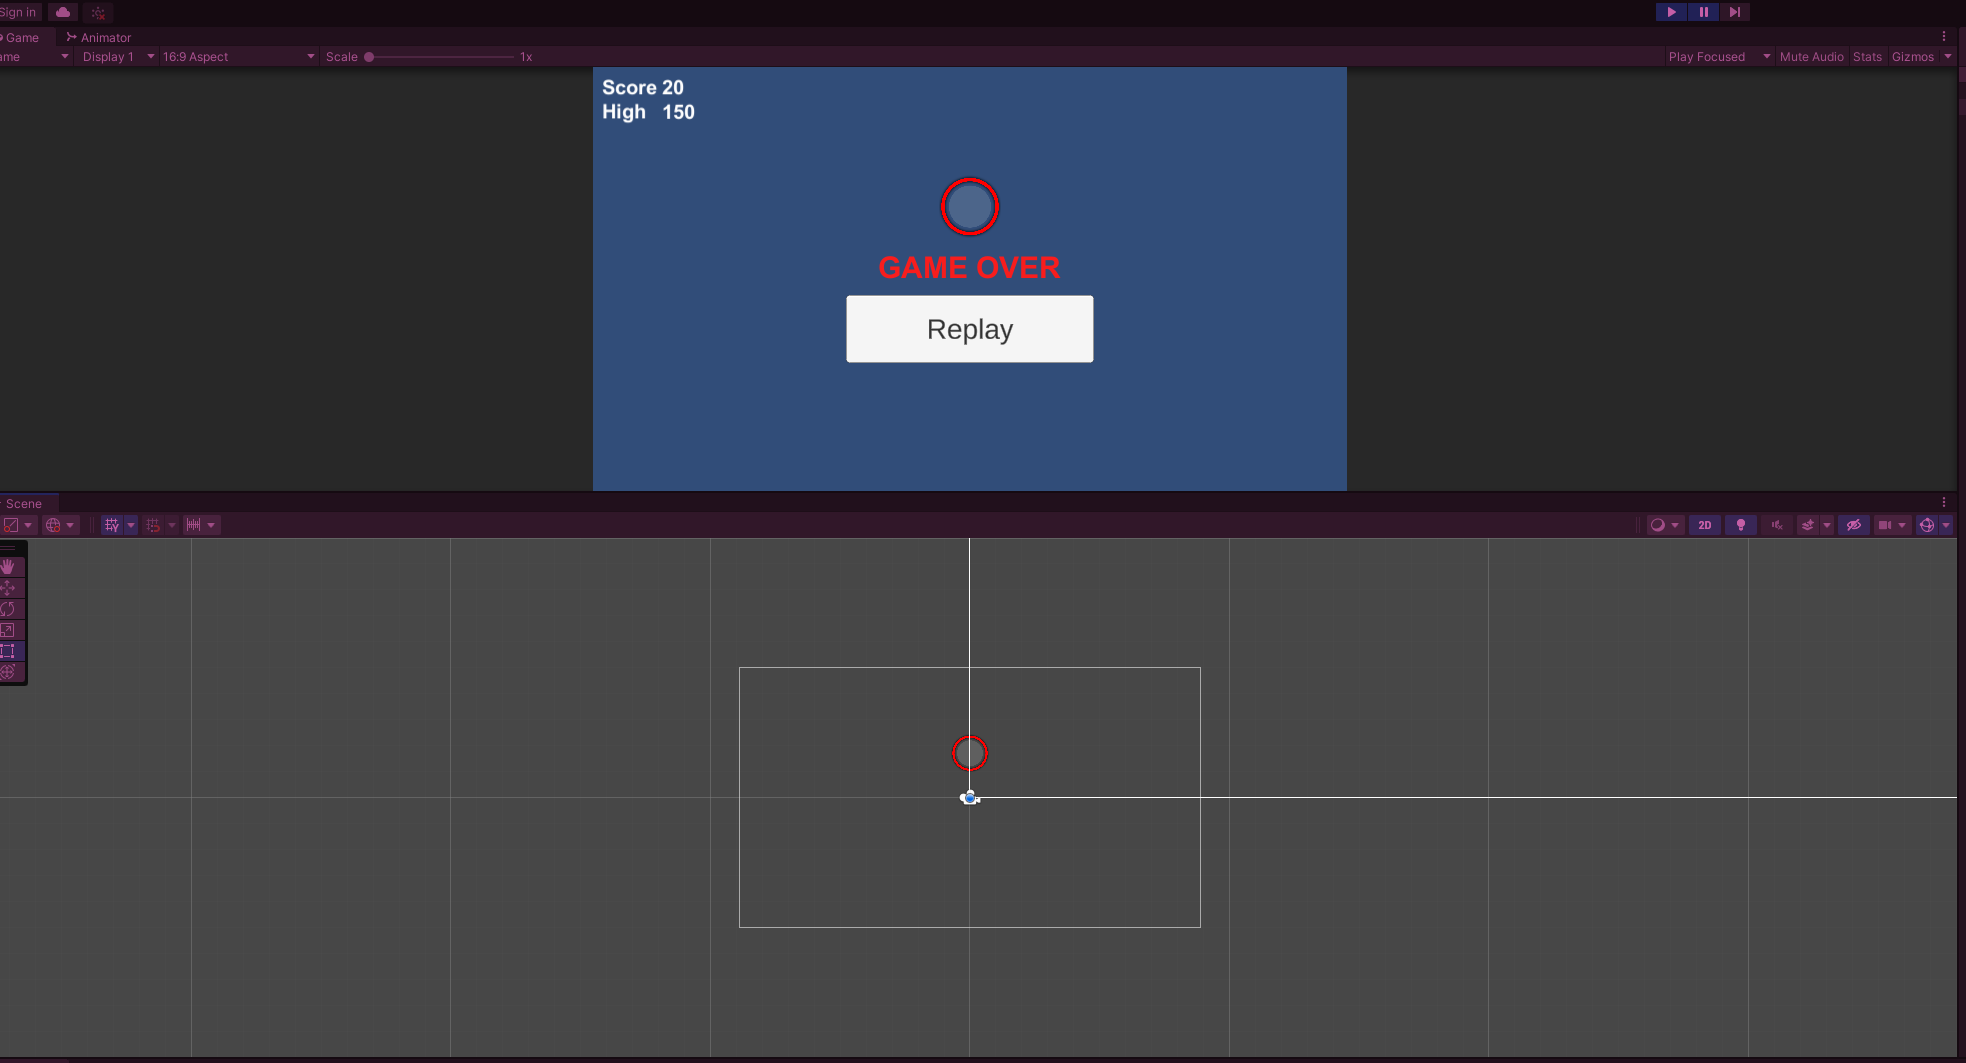 Sign in
Game
Animator
ame
Display 1
16:9 Aspect
Scale
1x
Play Focused
Mute Audio
Stats
Gizmos
Score 20
High 150
GAME OVER
Replay
Scene
2D